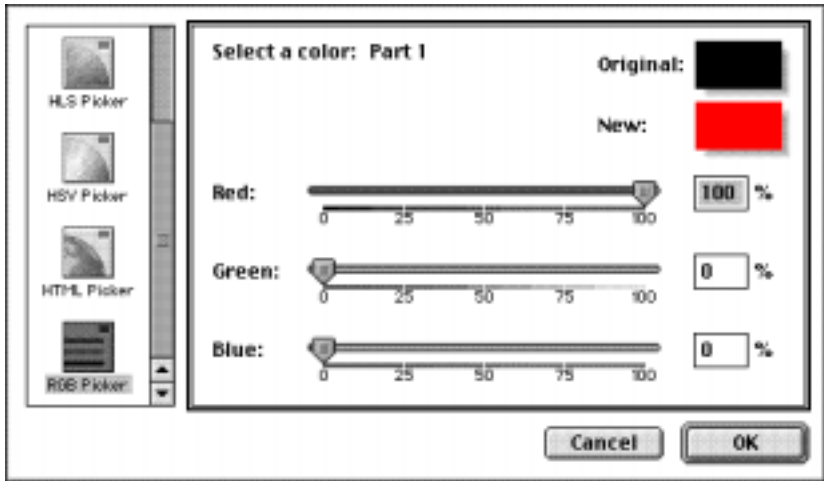 HLS Picker
HSV Picker
HTML Picker
RGB Picker
Select a color: Part 1
Original:
New:
Red:
0 25 50 75 100
100 %
Green:
0 25 50 75 100
0 %
Blue:
0 25 50 75 100
0 %
Cancel
OK